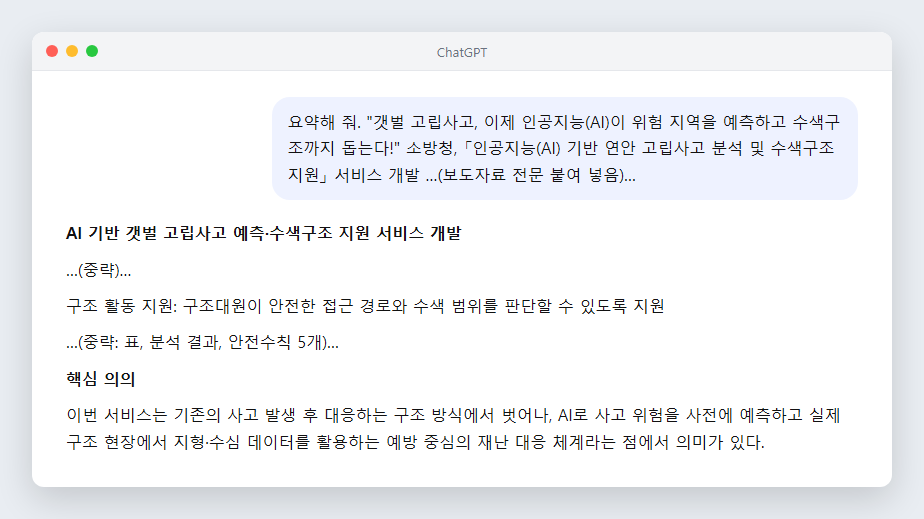 ChatGPT
요약해 줘. "갯벌 고립사고, 이제 인공지능(AI)이 위험 지역을 예측하고 수색구
조까지 돕는다!" 소방청, 「인공지능(AI) 기반 연안 고립사고 분석 및 수색구조
지원」 서비스 개발 ...(보도자료 전문 붙여 넣음)...
AI 기반 갯벌 고립사고 예측·수색구조 지원 서비스 개발
...(중략)...
구조 활동 지원: 구조대원이 안전한 접근 경로와 수색 범위를 판단할 수 있도록 지원
...(중략: 표, 분석 결과, 안전수칙 5개)...
핵심 의의
이번 서비스는 기존의 사고 발생 후 대응하는 구조 방식에서 벗어나, AI로 사고 위험을 사전에 예측하고 실제
구조 현장에서 지형·수심 데이터를 활용하는 예방 중심의 재난 대응 체계라는 점에서 의미가 있다.